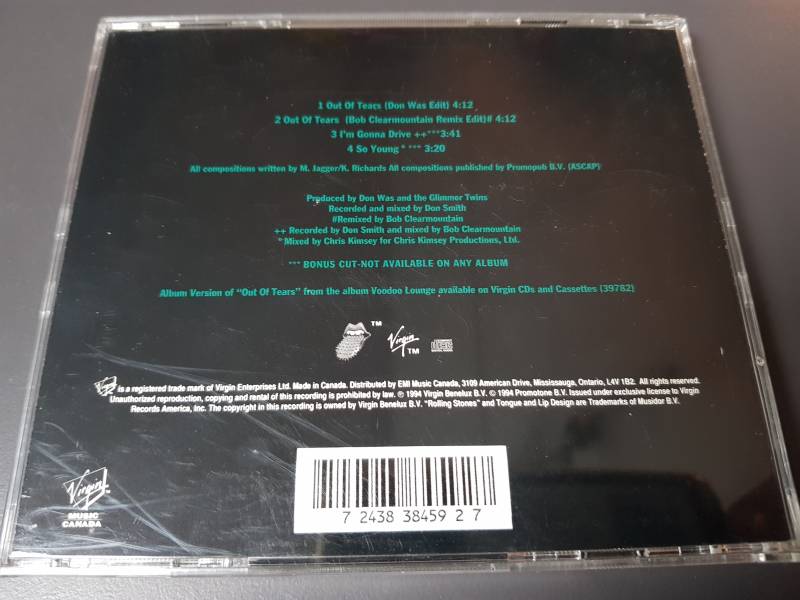 1 Out Of Tears (Don Was Edit) 4:12
2 Out Of Tears (Bob Clearmountain Remix Edit)# 4:12
3 I'm Gonna Drive ++***3:41
4 So Young * *** 3:20
All compositions written by M. Jagger/K. Richards All compositions published by Promopub B.V. (ASCAP)
Produced by Don Was and the Glimmer Twins
Recorded and mixed by Don Smith
#Remixed by Bob Clearmountain
++ Recorded by Don Smith and mixed by Bob Clearmountain
* Mixed by Chris Kimsey for Chris Kimsey Productions, Ltd.
*** BONUS CUT-NOT AVAILABLE ON ANY ALBUM
Album Version of "Out Of Tears" from the album Voodoo Lounge available on Virgin CDs and Cassettes (39782)
TM Virgin TM
Virgin is a registered trade mark of Virgin Enterprises Ltd. Made in Canada. Distributed by EMI Music Canada, 3109 American Drive, Mississauga, Ontario, L4V 1B2. All rights reserved.
Unauthorized reproduction, copying and rental of this recording is prohibited by law. ℗ 1994 Virgin Benelux B.V. © 1994 Promotone B.V. Issued under exclusive license to Virgin
Records America, Inc. The copyright in this recording is owned by Virgin Benelux B.V. "Rolling Stones" and Tongue and Lip Design are Trademarks of Musidor B.V.
Virgin
MUSIC
CANADA
7 24383 84592 7